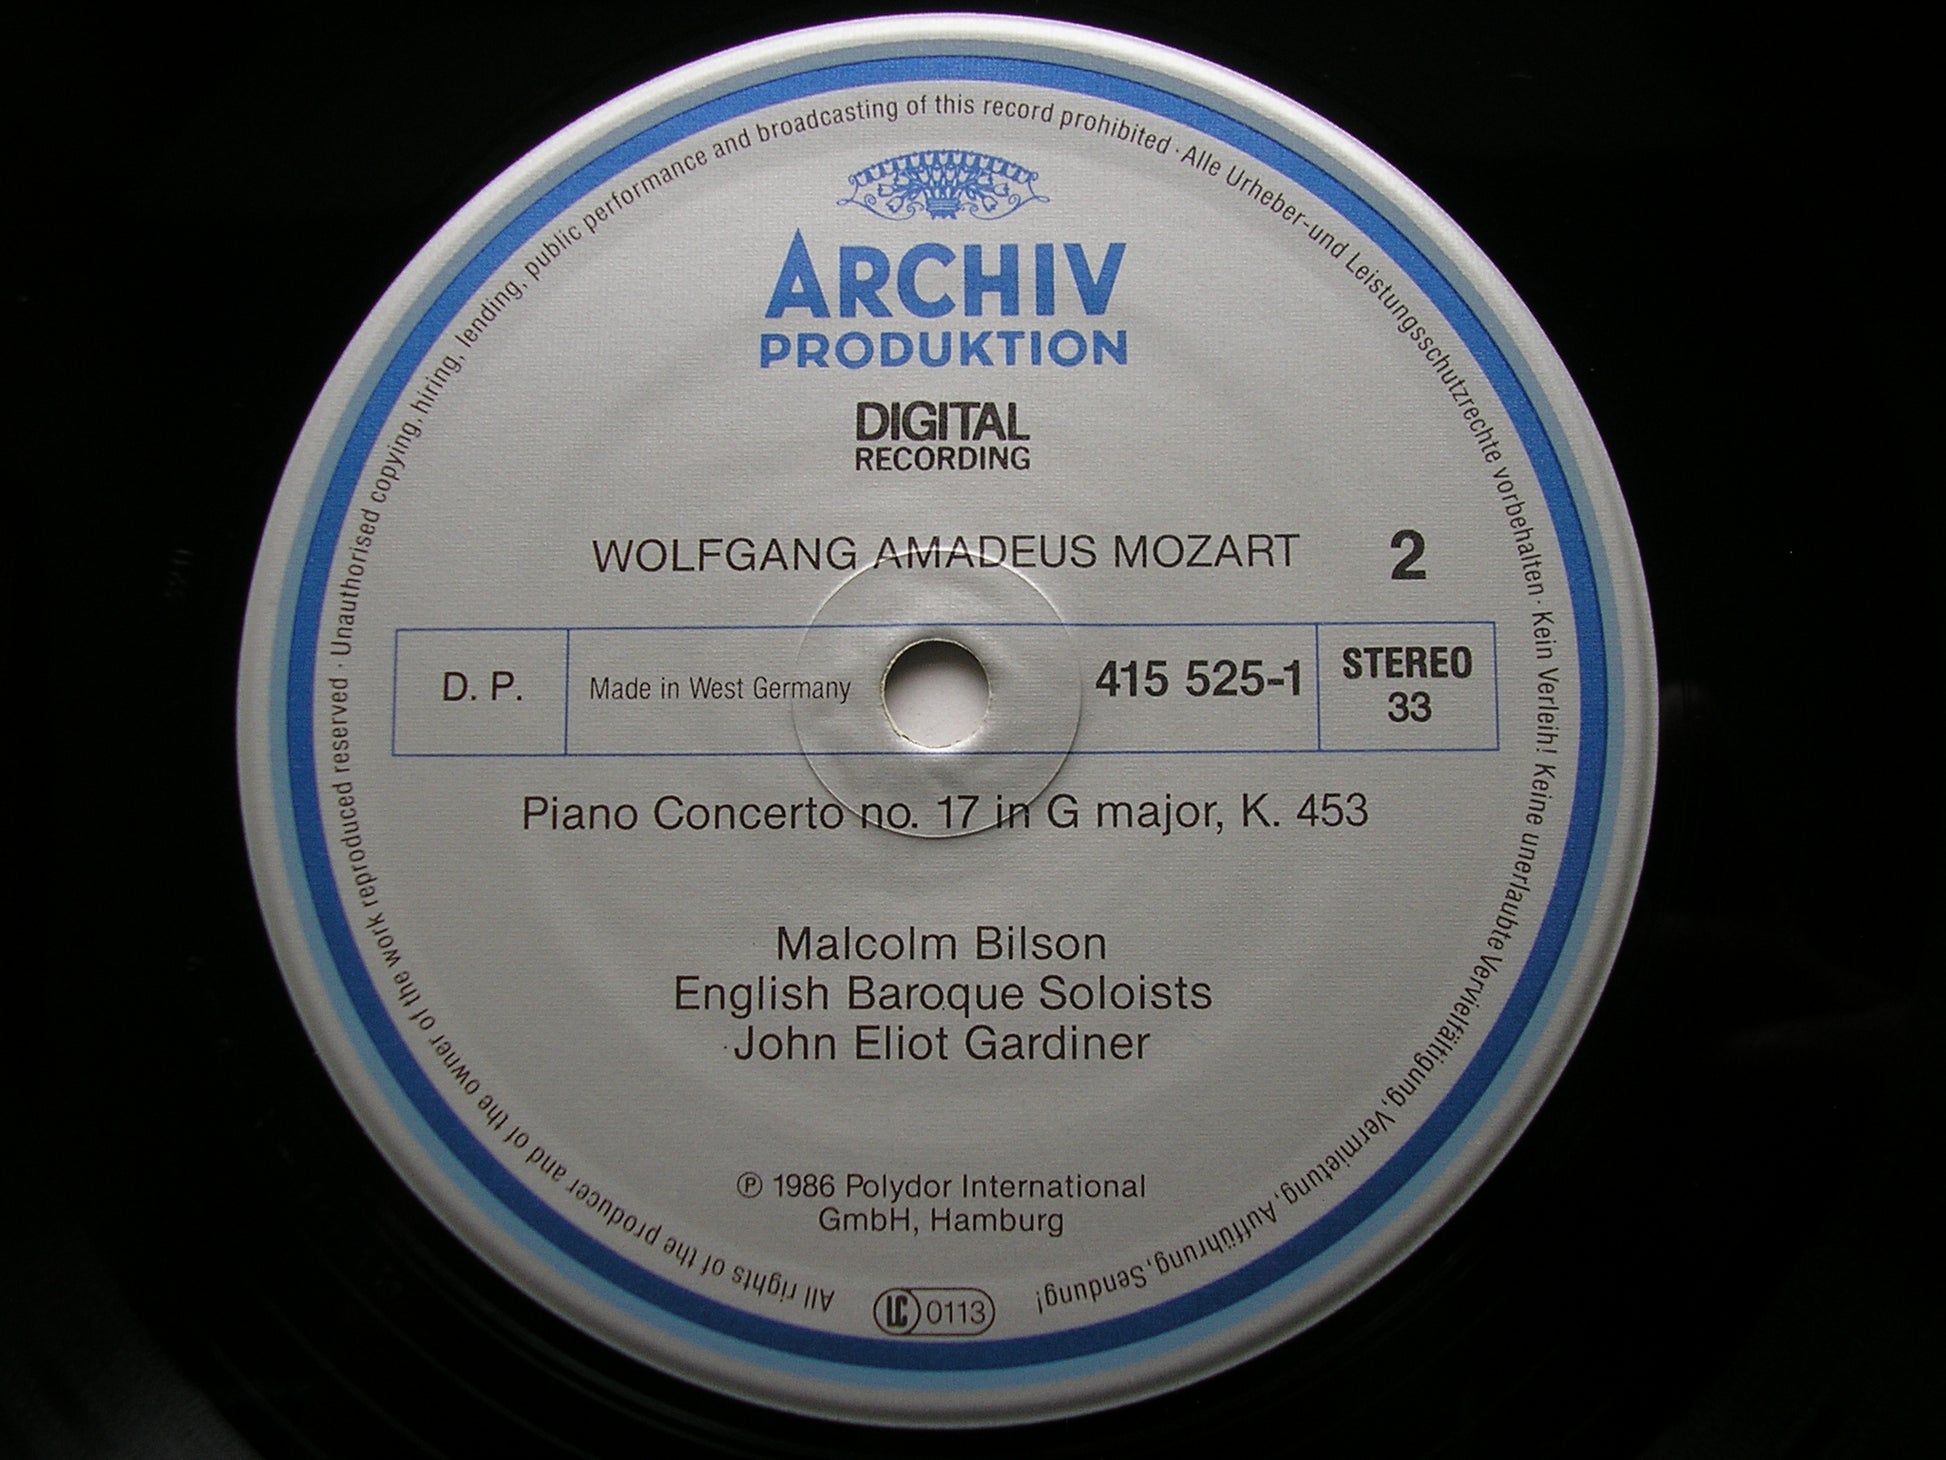 ARCHIV
PRODUKTION
DIGITAL
RECORDING
WOLFGANG AMADEUS MOZART 2
D. P. Made in West Germany 415 525-1 STEREO
33
Piano Concerto no. 17 in G major, K. 453
Malcolm Bilson
English Baroque Soloists
John Eliot Gardiner
℗ 1986 Polydor International
GmbH, Hamburg
LC 0113
All rights of the producer and of the owner of the work reproduced reserved · Unauthorised copying, hiring, lending, public performance and broadcasting of this record prohibited · Alle Urheber-und Leistungsschutzrechte vorbehalten · Kein Verleih! Keine unerlaubte Vervielfältigung, Vermietung, Aufführung, Sendung!